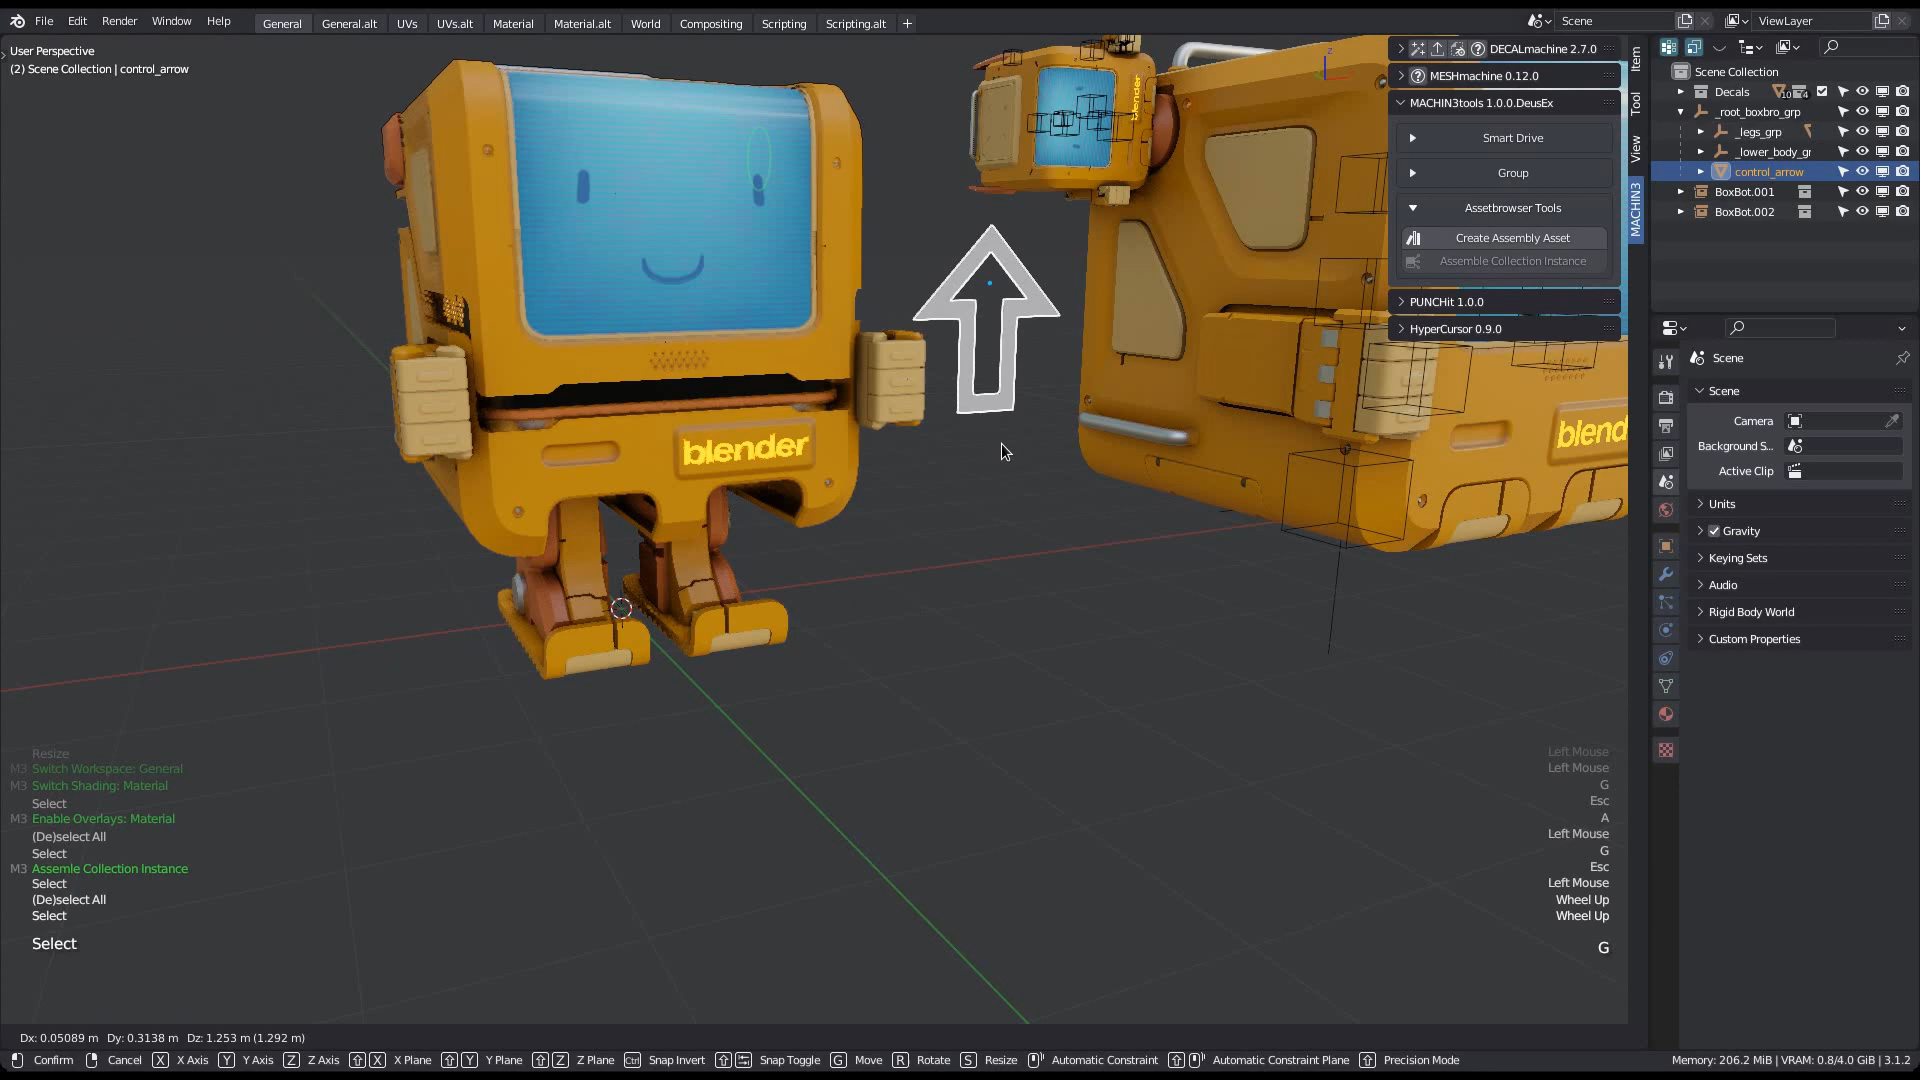 File Edit Render Window Help General General.alt UVs UVs.alt Material Material.alt World Compositing Scripting Scripting.alt + Scene ViewLayer
User Perspective
(2) Scene Collection | control_arrow
blender
blender
blend
z
DECALmachine 2.7.0
MESHmachine 0.12.0
MACHIN3tools 1.0.0.DeusEx
Smart Drive
Group
Assetbrowser Tools
Create Assembly Asset
Assemble Collection Instance
PUNCHit 1.0.0
HyperCursor 0.9.0
Item
Tool
View
MACHIN3
Scene Collection
Decals 10 4
_root_boxbro_grp
_legs_grp
_lower_body_gr
control_arrow
BoxBot.001
BoxBot.002
Scene
Scene
Camera
Background S...
Active Clip
Units
Gravity
Keying Sets
Audio
Rigid Body World
Custom Properties
Resize
M3 Switch Workspace: General
M3 Switch Shading: Material
Select
M3 Enable Overlays: Material
(De)select All
Select
M3 Assemle Collection Instance
Select
(De)select All
Select
Select
Left Mouse
Left Mouse
G
Esc
A
Left Mouse
G
Esc
Left Mouse
Wheel Up
Wheel Up
G
Dx: 0.05089 m Dy: 0.3138 m Dz: 1.253 m (1.292 m)
Confirm Cancel X X Axis Y Y Axis Z Z Axis X X Plane Y Y Plane Z Z Plane Ctrl Snap Invert Snap Toggle G Move R Rotate S Resize Automatic Constraint Automatic Constraint Plane Precision Mode Memory: 206.2 MiB | VRAM: 0.8/4.0 GiB | 3.1.2